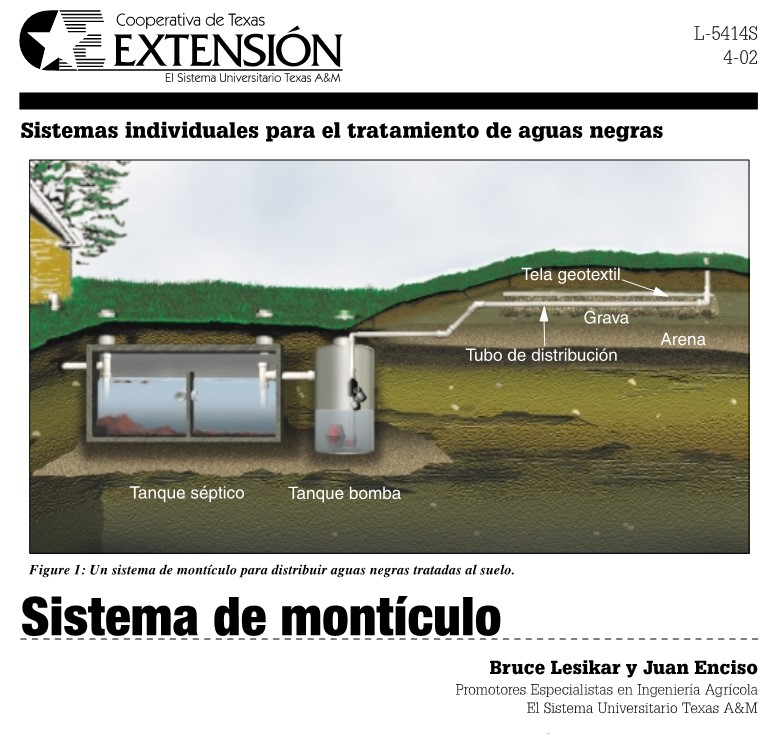 Cooperativa de Texas
EXTENSIÓN
El Sistema Universitario Texas A&M
L-5414S
4-02
Sistemas individuales para el tratamiento de aguas negras
Tela geotextil
Grava
Arena
Tubo de distribución
Tanque séptico
Tanque bomba
Figure 1: Un sistema de montículo para distribuir aguas negras tratadas al suelo.
Sistema de montículo
Bruce Lesikar y Juan Enciso
Promotores Especialistas en Ingeniería Agrícola
El Sistema Universitario Texas A&M